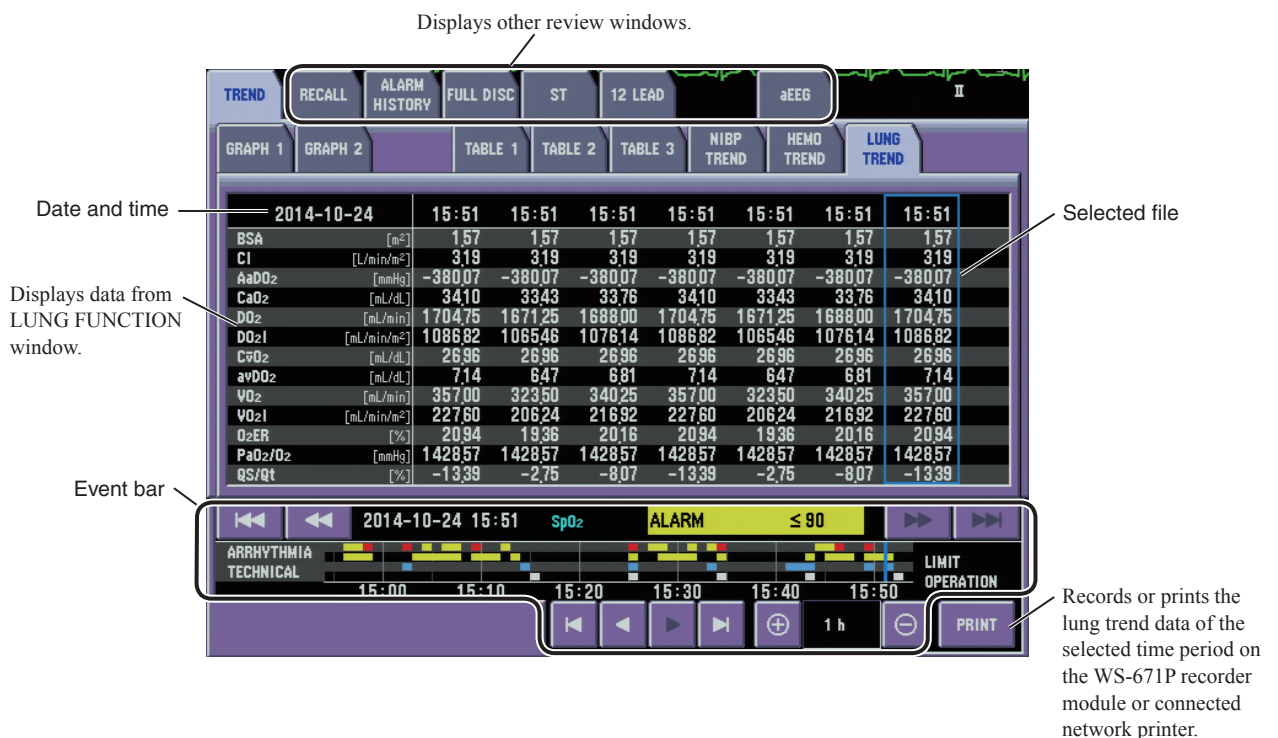 Displays other review windows.
TREND RECALL ALARM HISTORY FULL DISC ST 12 LEAD aEEG II
GRAPH 1 GRAPH 2 TABLE 1 TABLE 2 TABLE 3 NIBP TREND HEMO TREND LUNG TREND
Date and time
2014-10-24 15:51 15:51 15:51 15:51 15:51 15:51 15:51
Selected file
BSA [m²] 1.57 1.57 1.57 1.57 1.57 1.57 1.57
CI [L/min/m²] 3.19 3.19 3.19 3.19 3.19 3.19 3.19
AaDO2 [mmHg] -380.07 -380.07 -380.07 -380.07 -380.07 -380.07 -380.07
CaO2 [mL/dL] 34.10 33.43 33.76 34.10 33.43 33.76 34.10
DO2 [mL/min] 1704.75 1671.25 1688.00 1704.75 1671.25 1688.00 1704.75
DO2I [mL/min/m²] 1086.82 1065.46 1076.14 1086.82 1065.46 1076.14 1086.82
Cv̄O2 [mL/dL] 26.96 26.96 26.96 26.96 26.96 26.96 26.96
avDO2 [mL/dL] 7.14 6.47 6.81 7.14 6.47 6.81 7.14
VO2 [mL/min] 357.00 323.50 340.25 357.00 323.50 340.25 357.00
VO2I [mL/min/m²] 227.60 206.24 216.92 227.60 206.24 216.92 227.60
O2ER [%] 20.94 19.36 20.16 20.94 19.36 20.16 20.94
PaO2/O2 [mmHg] 1428.57 1428.57 1428.57 1428.57 1428.57 1428.57 1428.57
QS/Qt [%] -13.39 -2.75 -8.07 -13.39 -2.75 -8.07 -13.39
Displays data from
LUNG FUNCTION
window.
Event bar
2014-10-24 15:51 SpO2 ALARM ≤ 90
ARRHYTHMIA
TECHNICAL
LIMIT
OPERATION
15:00 15:10 15:20 15:30 15:40 15:50
1 h PRINT
Records or prints the
lung trend data of the
selected time period on
the WS-671P recorder
module or connected
network printer.